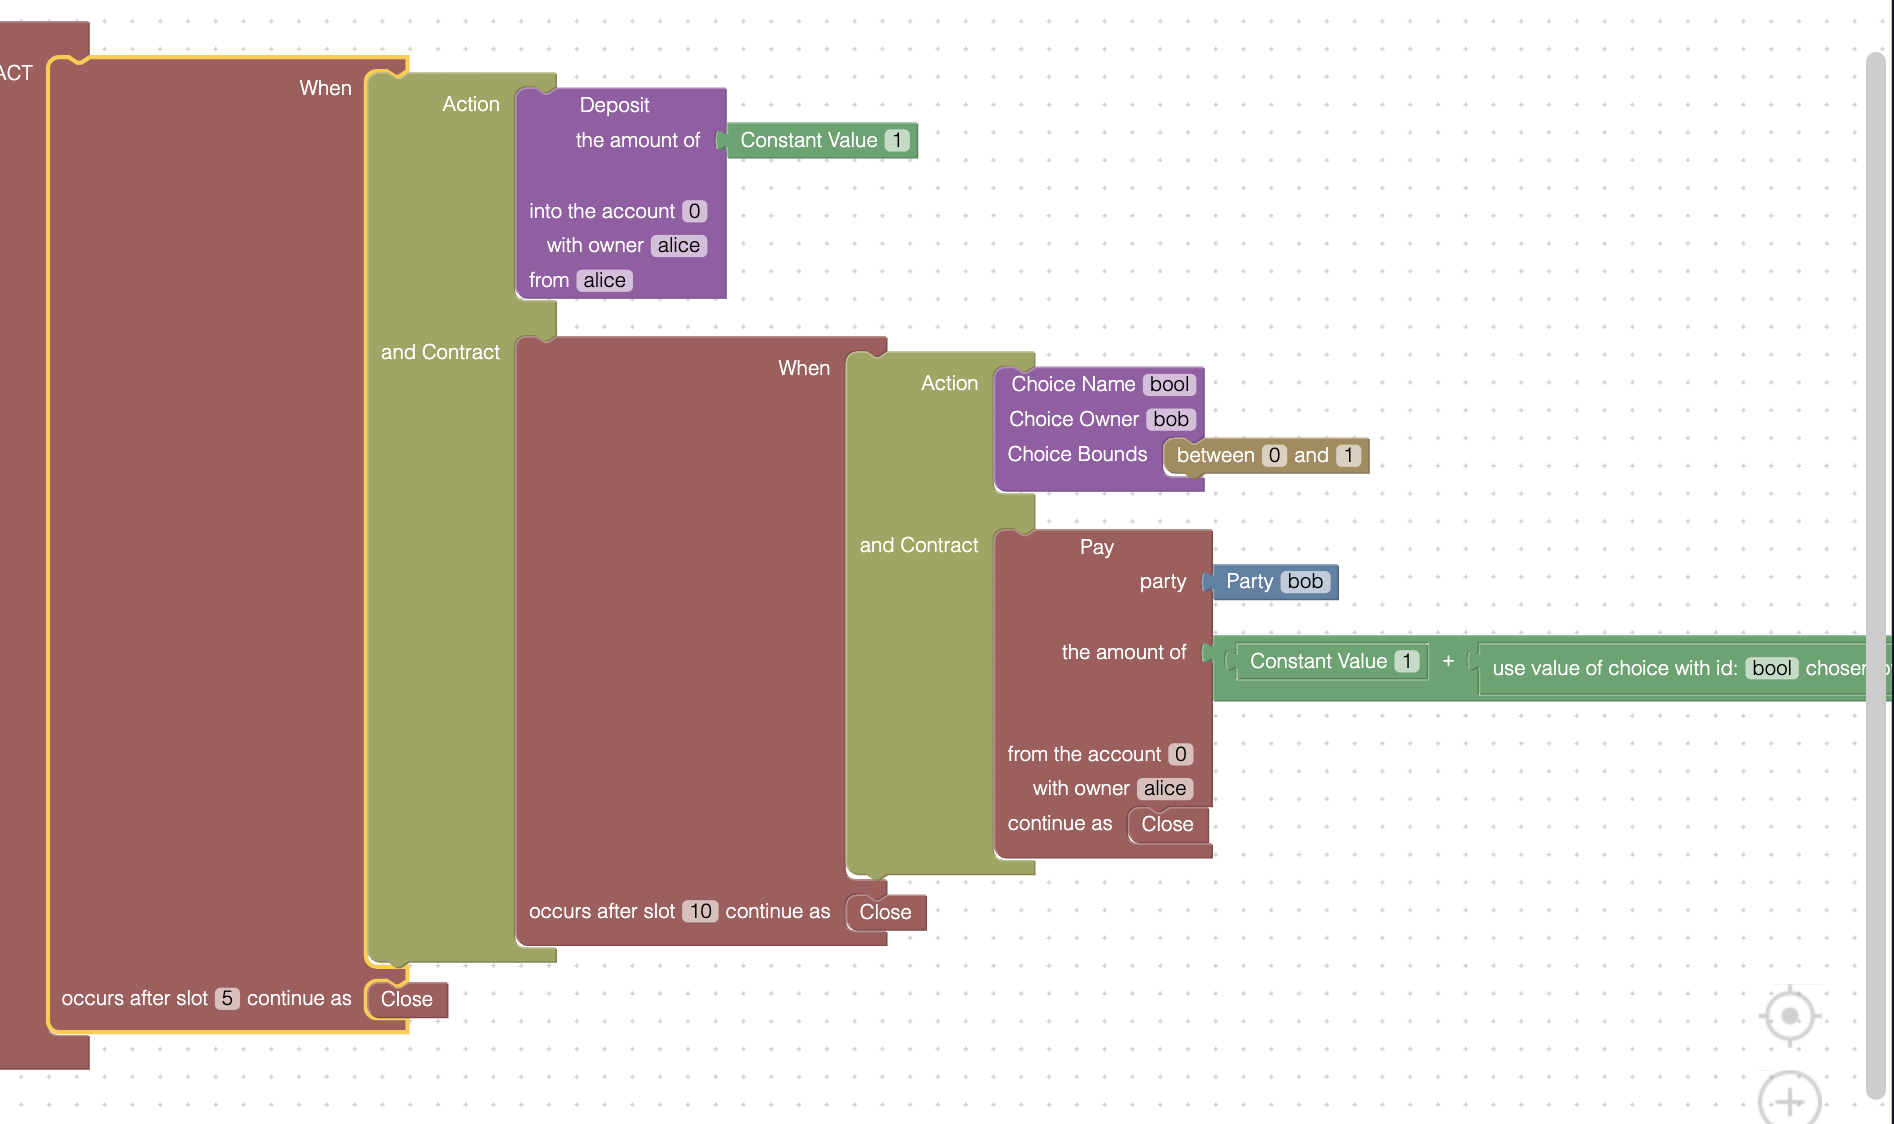 ACT
When
Action
Deposit
the amount of Constant Value 1
into the account 0
with owner alice
from alice
and Contract
When
Action
Choice Name bool
Choice Owner bob
Choice Bounds between 0 and 1
and Contract
Pay
party Party bob
the amount of Constant Value 1 + use value of choice with id: bool chosen
from the account 0
with owner alice
continue as Close
occurs after slot 10 continue as Close
occurs after slot 5 continue as Close